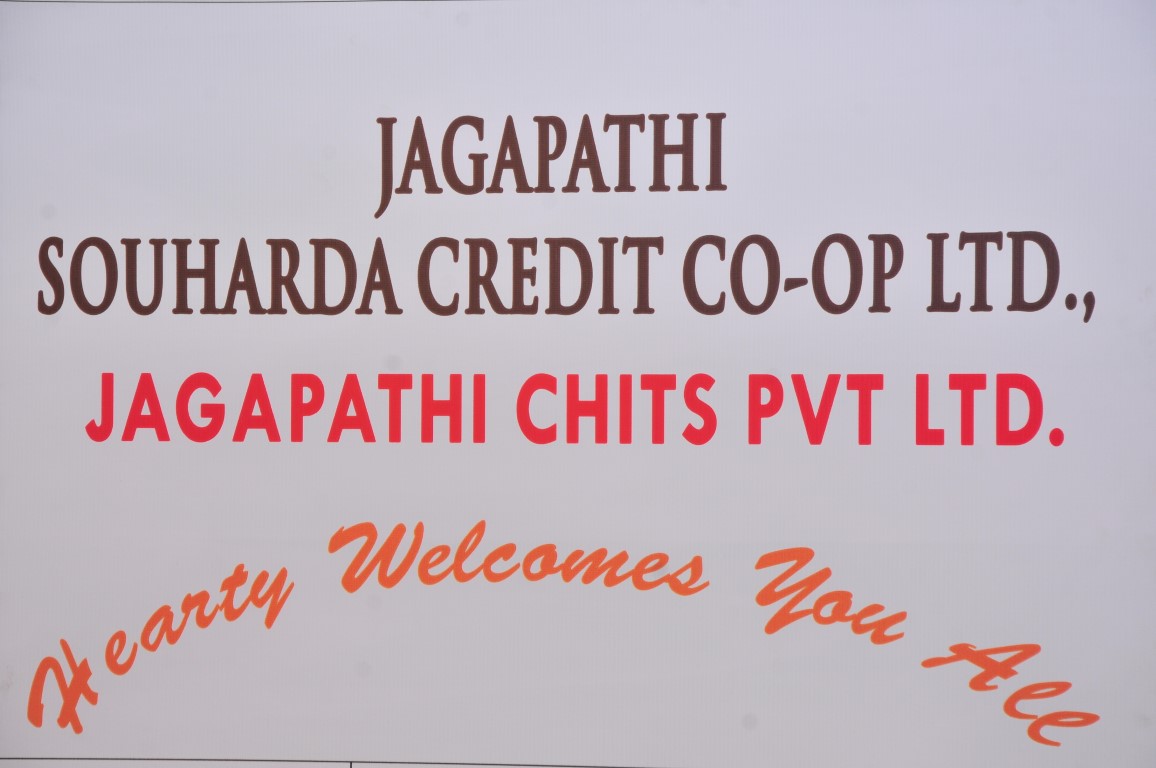 JAGAPATHI
SOUHARDA CREDIT CO-OP LTD.,
JAGAPATHI CHITS PVT LTD.
Hearty Welcomes You All